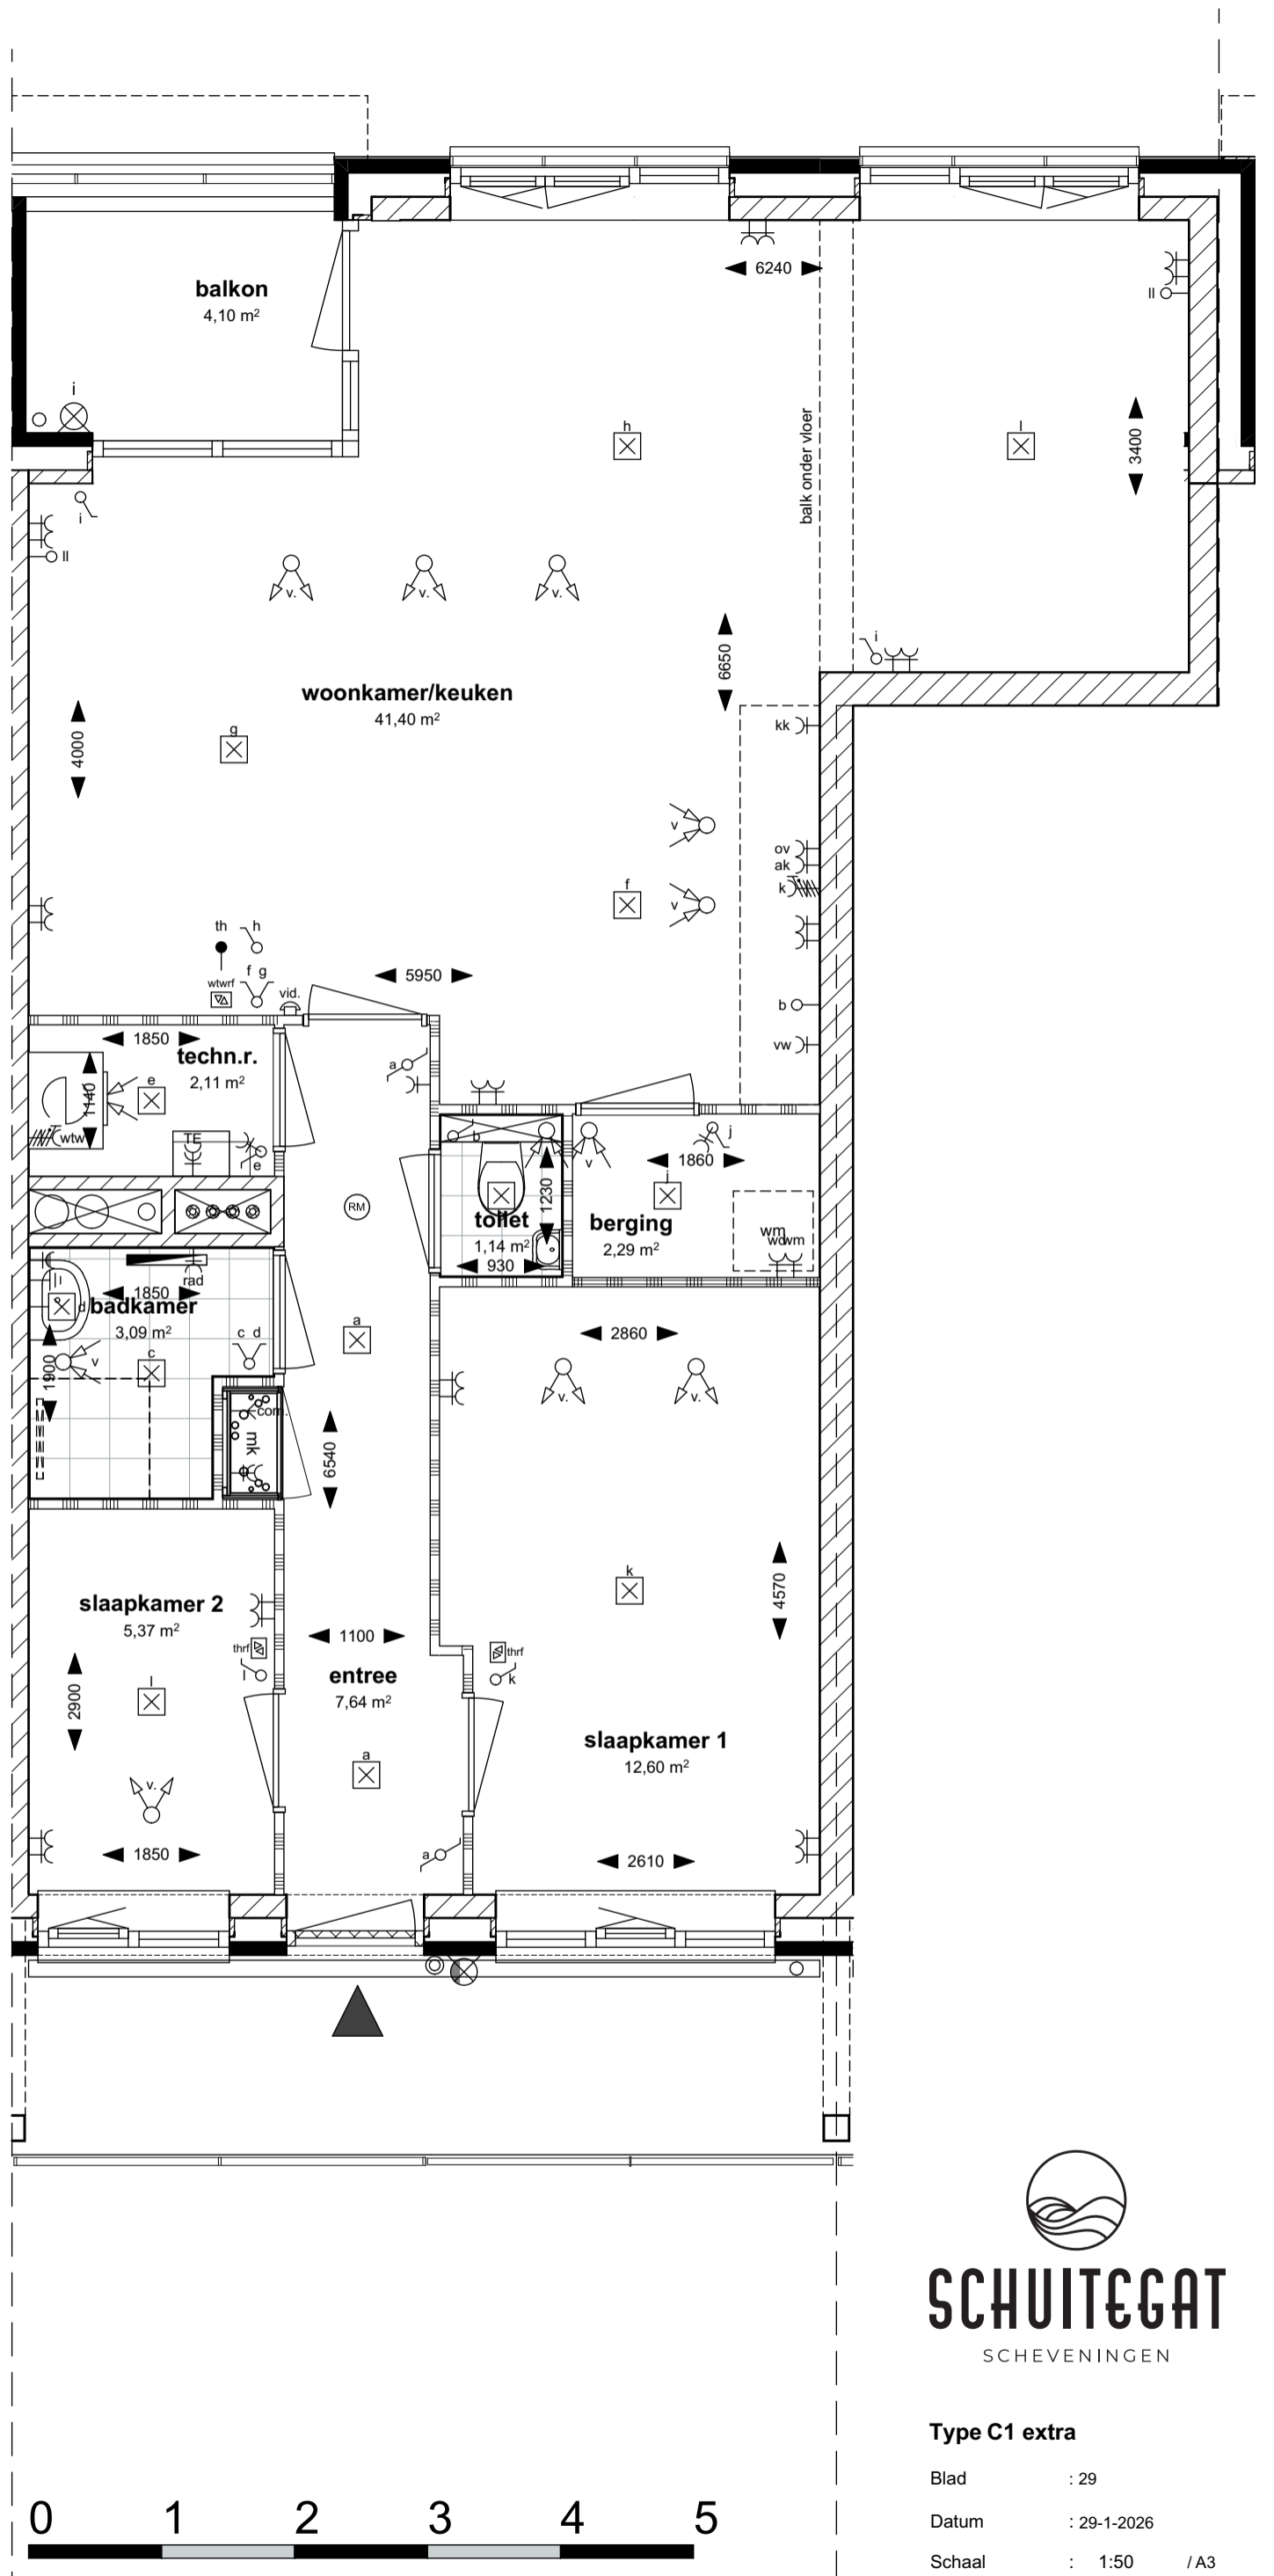 balkon
4,10 m²
i
6240
ll
h
l
3400
balk onder vloer
i
ll
v.
v.
v.
i
6650
woonkamer/keuken
41,40 m²
4000
g
kk
v
ov
ak
k
f
v
th
h
wtwrf
f g
vid.
5950
b
vw
1850
techn.r.
2,11 m²
1140
e
a
wtw
TE
e
b
v
j
1860
j
RM
1230
toilet
1,14 m²
930
berging
2,29 m²
wm
wd
wm
rad
1850
d
badkamer
3,09 m²
c d
a
2860
1900
v
c
v.
v.
com.
mk
6540
k
4570
slaapkamer 2
5,37 m²
thrf
l
1100
entree
7,64 m²
thrf
k
2900
l
slaapkamer 1
12,60 m²
a
v.
1850
a
2610
SCHUITEGAT
SCHEVENINGEN
Type C1 extra
Blad : 29
Datum : 29-1-2026
Schaal : 1:50 / A3
0 1 2 3 4 5